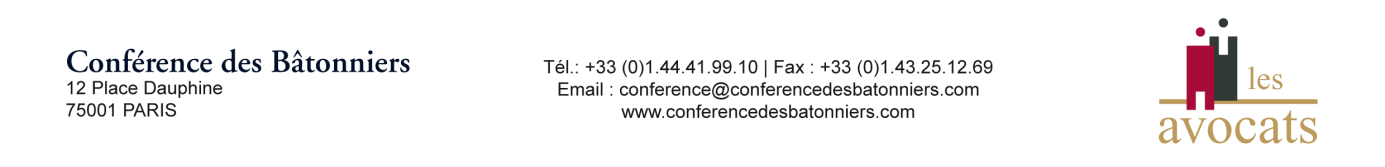 Conférence des Bâtonniers
12 Place Dauphine
75001 PARIS
Tél.: +33 (0)1.44.41.99.10 | Fax : +33 (0)1.43.25.12.69
Email : conference@conferencedesbatonniers.com
www.conferencedesbatonniers.com
les
avocats